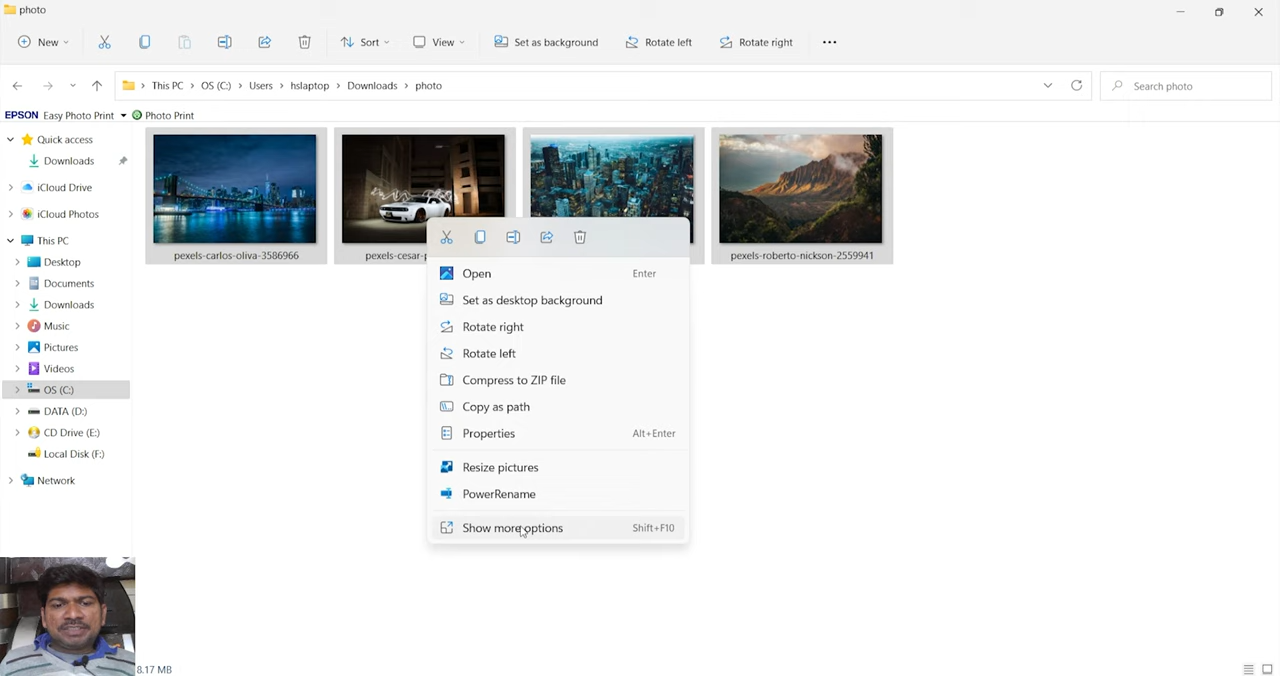 photo
New
Sort
View
Set as background
Rotate left
Rotate right
This PC > OS (C:) > Users > hslaptop > Downloads > photo
Search photo
EPSON Easy Photo Print Photo Print
Quick access
Downloads
iCloud Drive
iCloud Photos
This PC
Desktop
Documents
Downloads
Music
Pictures
Videos
OS (C:)
DATA (D:)
CD Drive (E:)
Local Disk (F:)
Network
pexels-carlos-oliva-3586966
pexels-cesar-
pexels-roberto-nickson-2559941
Open Enter
Set as desktop background
Rotate right
Rotate left
Compress to ZIP file
Copy as path
Properties Alt+Enter
Resize pictures
PowerRename
Show more options Shift+F10
8.17 MB